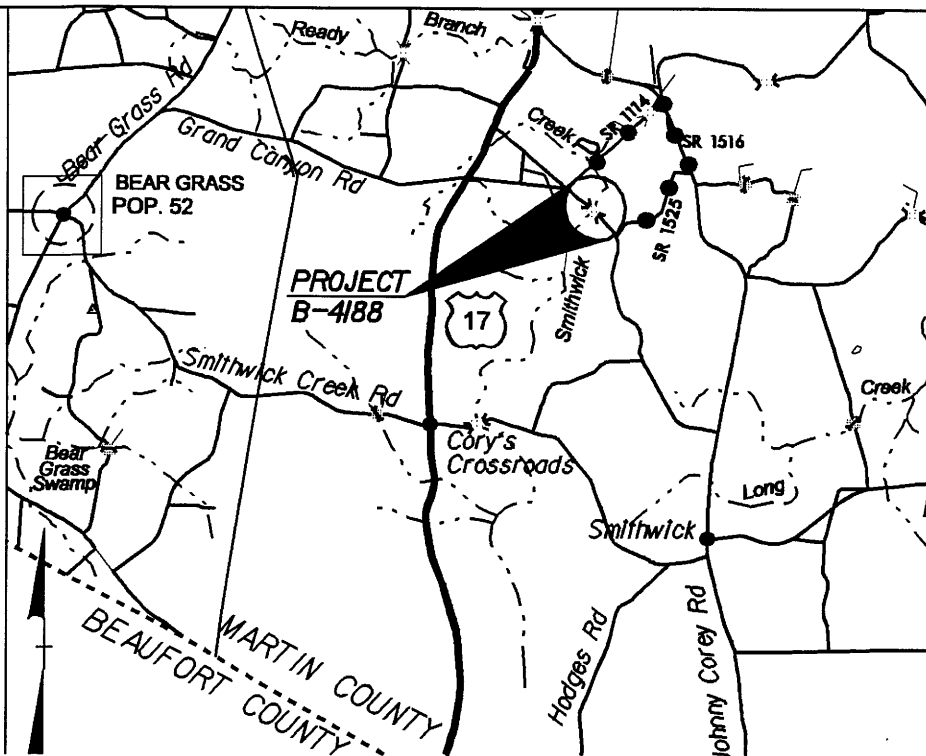 Ready
Branch
Bear Grass Rd
Grand Canyon Rd
Creek
SR 1114
SR 1516
BEAR GRASS
POP. 52
SR 1525
PROJECT
B-4188
17
Smithwick
Smithwick Creek Rd
Cory's
Crossroads
Creek
Bear
Grass
Swamp
Long
Smithwick
MARTIN COUNTY
BEAUFORT COUNTY
Hodges Rd
Johnny Corey Rd